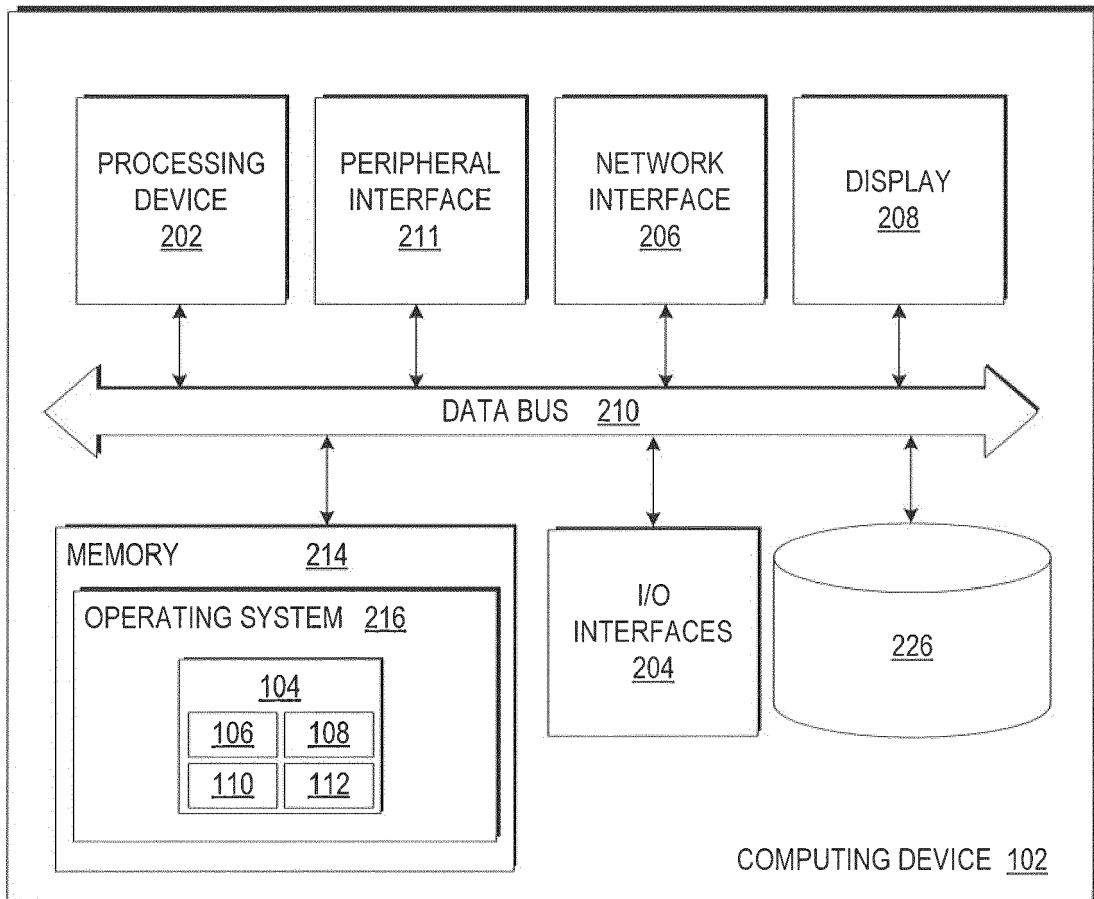 PROCESSING
DEVICE
202
PERIPHERAL
INTERFACE
211
NETWORK
INTERFACE
206
DISPLAY
208
DATA BUS 210
MEMORY 214
OPERATING SYSTEM 216
104
106 108
110 112
I/O
INTERFACES
204
226
COMPUTING DEVICE 102